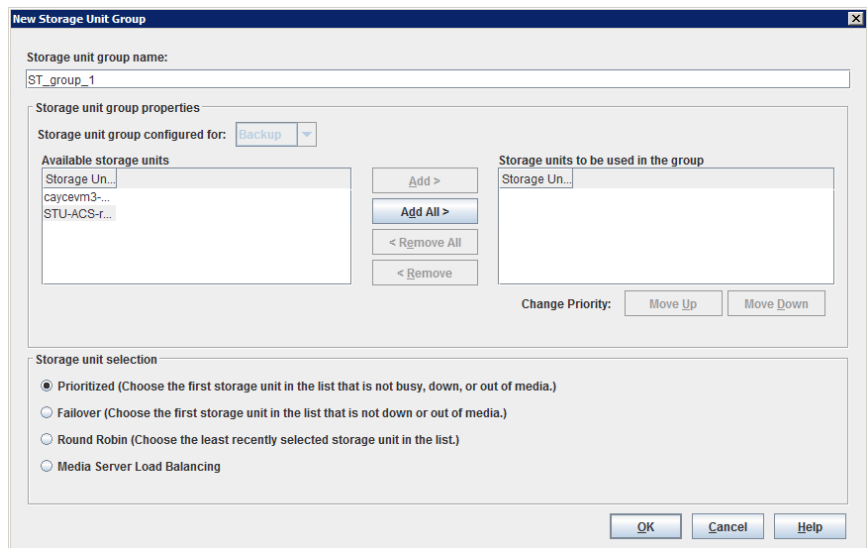 New Storage Unit Group
Storage unit group name:
ST_group_1
Storage unit group properties
Storage unit group configured for: Backup
Available storage units
Storage Un...
caycevm3-...
STU-ACS-r...
Add >
Add All >
< Remove All
< Remove
Storage units to be used in the group
Storage Un...
Change Priority: Move Up Move Down
Storage unit selection
Prioritized (Choose the first storage unit in the list that is not busy, down, or out of media.)
Failover (Choose the first storage unit in the list that is not down or out of media.)
Round Robin (Choose the least recently selected storage unit in the list.)
Media Server Load Balancing
OK Cancel Help